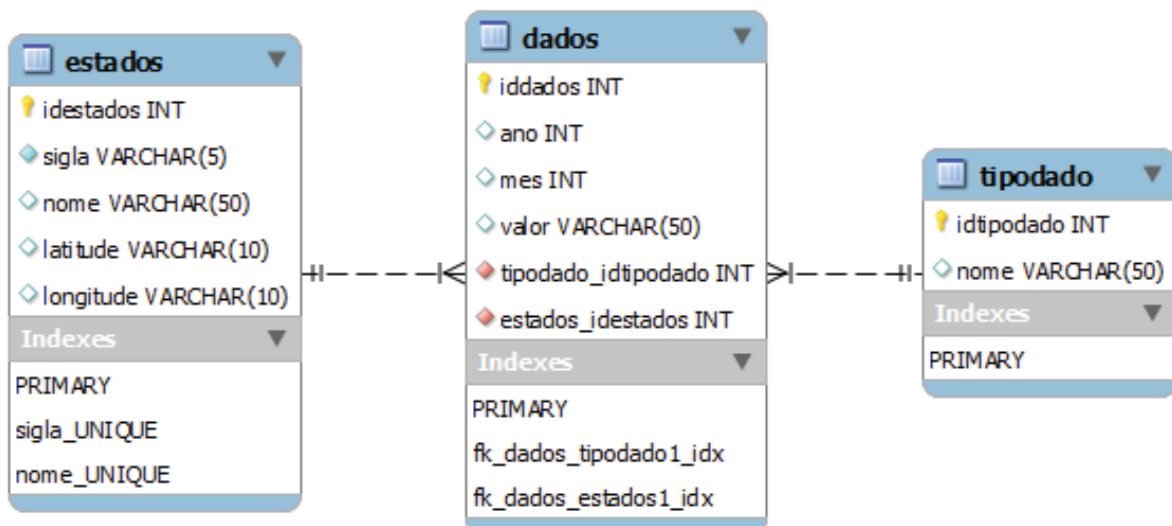 estados
idestados INT
sigla VARCHAR(5)
nome VARCHAR(50)
latitude VARCHAR(10)
longitude VARCHAR(10)
Indexes
PRIMARY
sigla_UNIQUE
nome_UNIQUE
dados
iddados INT
ano INT
mes INT
valor VARCHAR(50)
tipodado_idtipodado INT
estados_idestados INT
Indexes
PRIMARY
fk_dados_tipodado1_idx
fk_dados_estados1_idx
tipodado
idtipodado INT
nome VARCHAR(50)
Indexes
PRIMARY